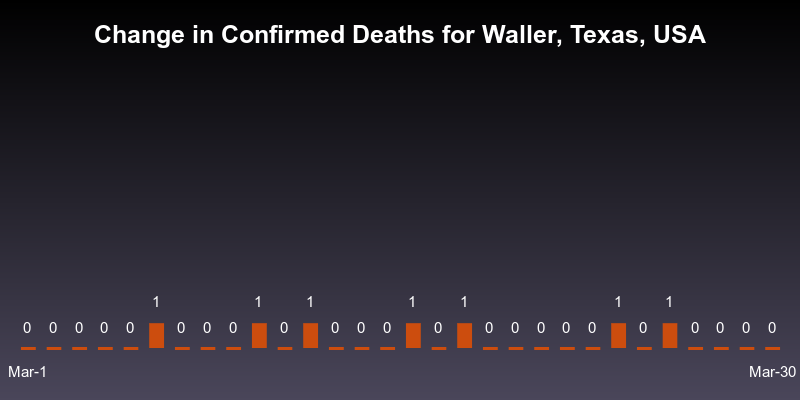 Change in Confirmed Deaths for Waller, Texas, USA
1 1 1 1 1 1 1
0 0 0 0 0 0 0 0 0 0 0 0 0 0 0 0 0 0 0 0 0 0 0
Mar-1 Mar-30